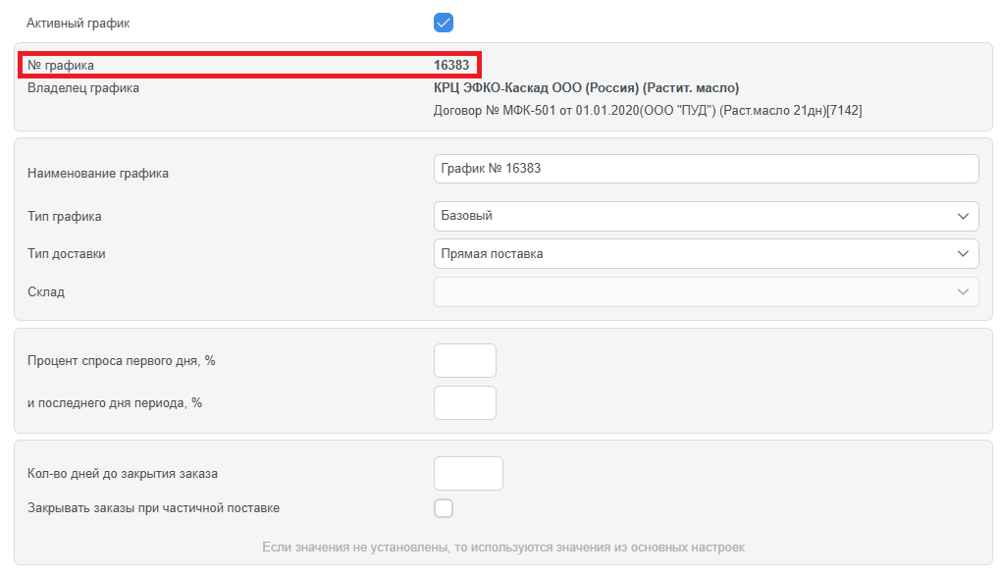 Активный график
№ графика 16383
Владелец графика КРЦ ЭФКО-Каскад ООО (Россия) (Растит. масло)
Договор № МФК-501 от 01.01.2020(ООО "ПУД") (Раст.масло 21дн)[7142]
Наименование графика График № 16383
Тип графика Базовый
Тип доставки Прямая поставка
Склад
Процент спроса первого дня, %
и последнего дня периода, %
Кол-во дней до закрытия заказа
Закрывать заказы при частичной поставке
Если значения не установлены, то используются значения из основных настроек